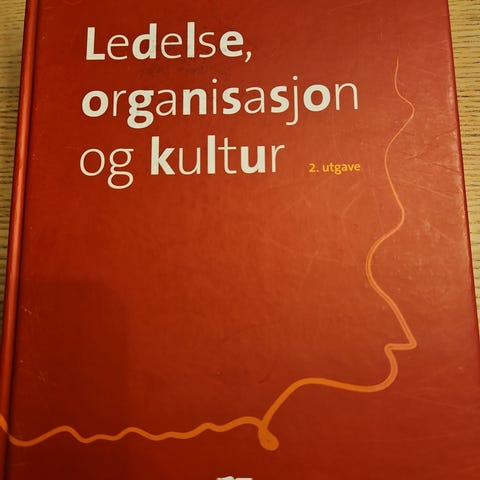 Ledelse,
organisasjon
og kultur
2. utgave